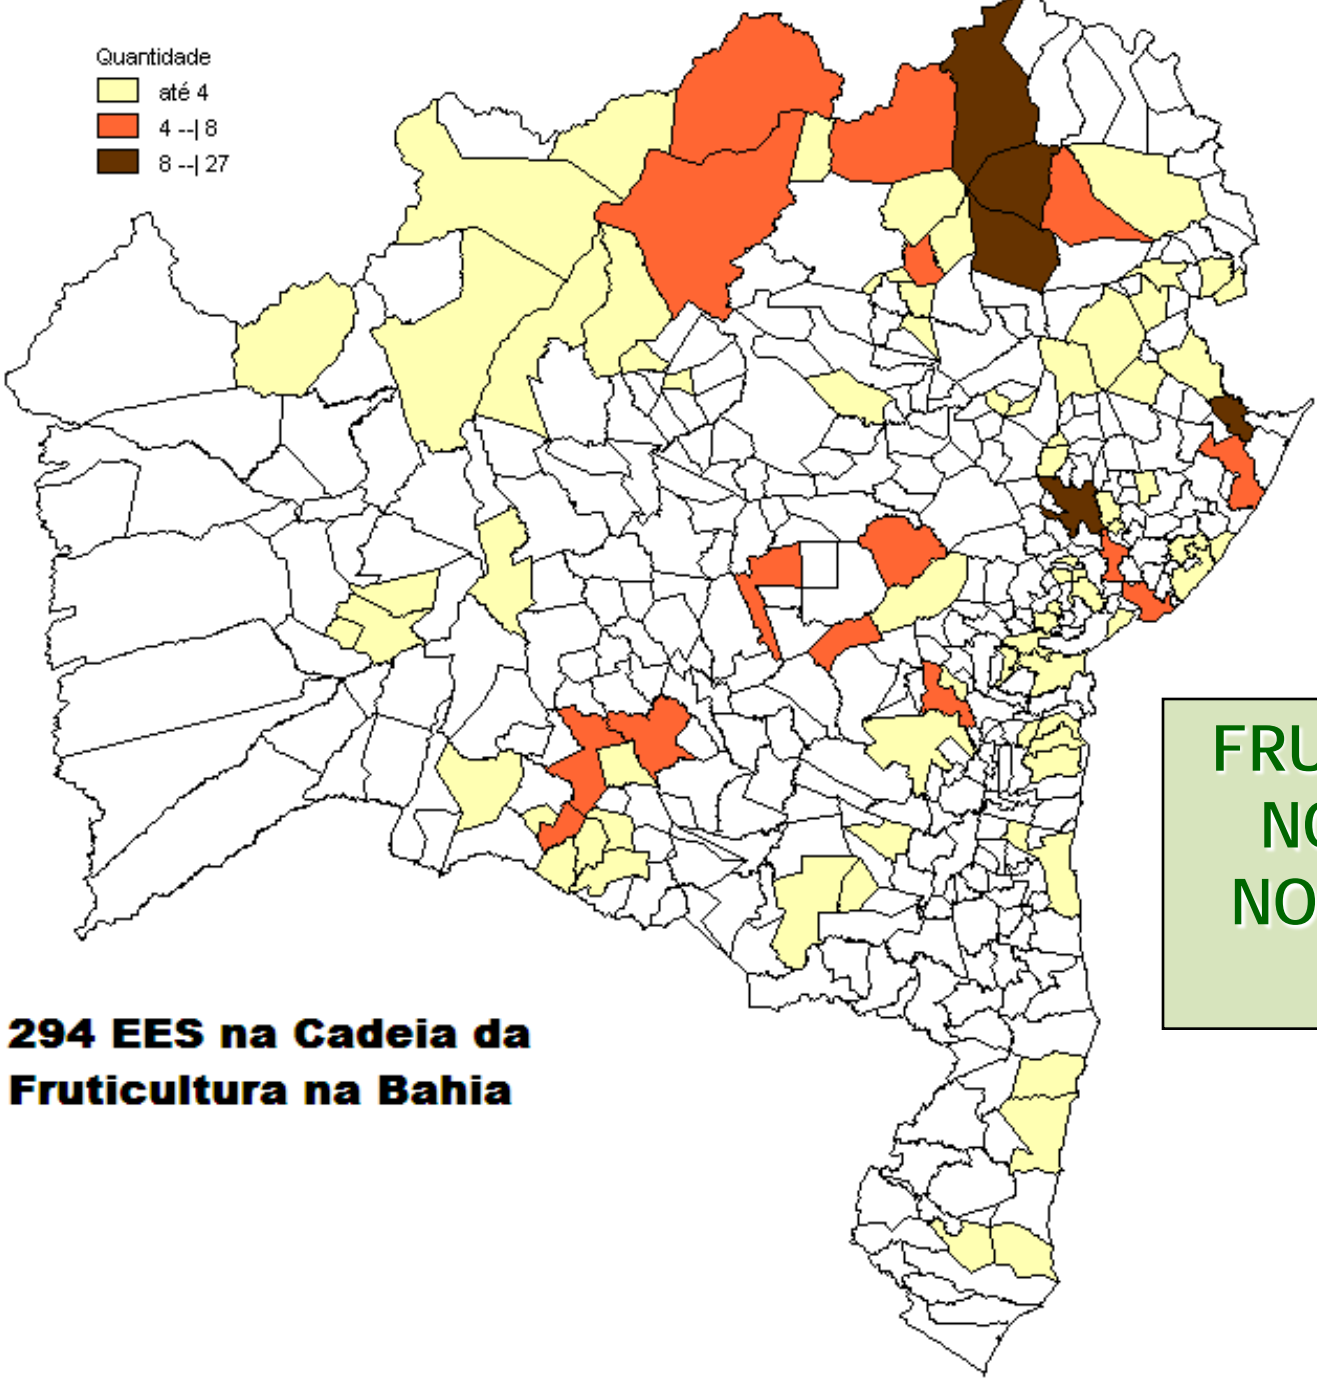 Quantidade
até 4
4 --| 8
8 --| 27
294 EES na Cadeia da
Fruticultura na Bahia